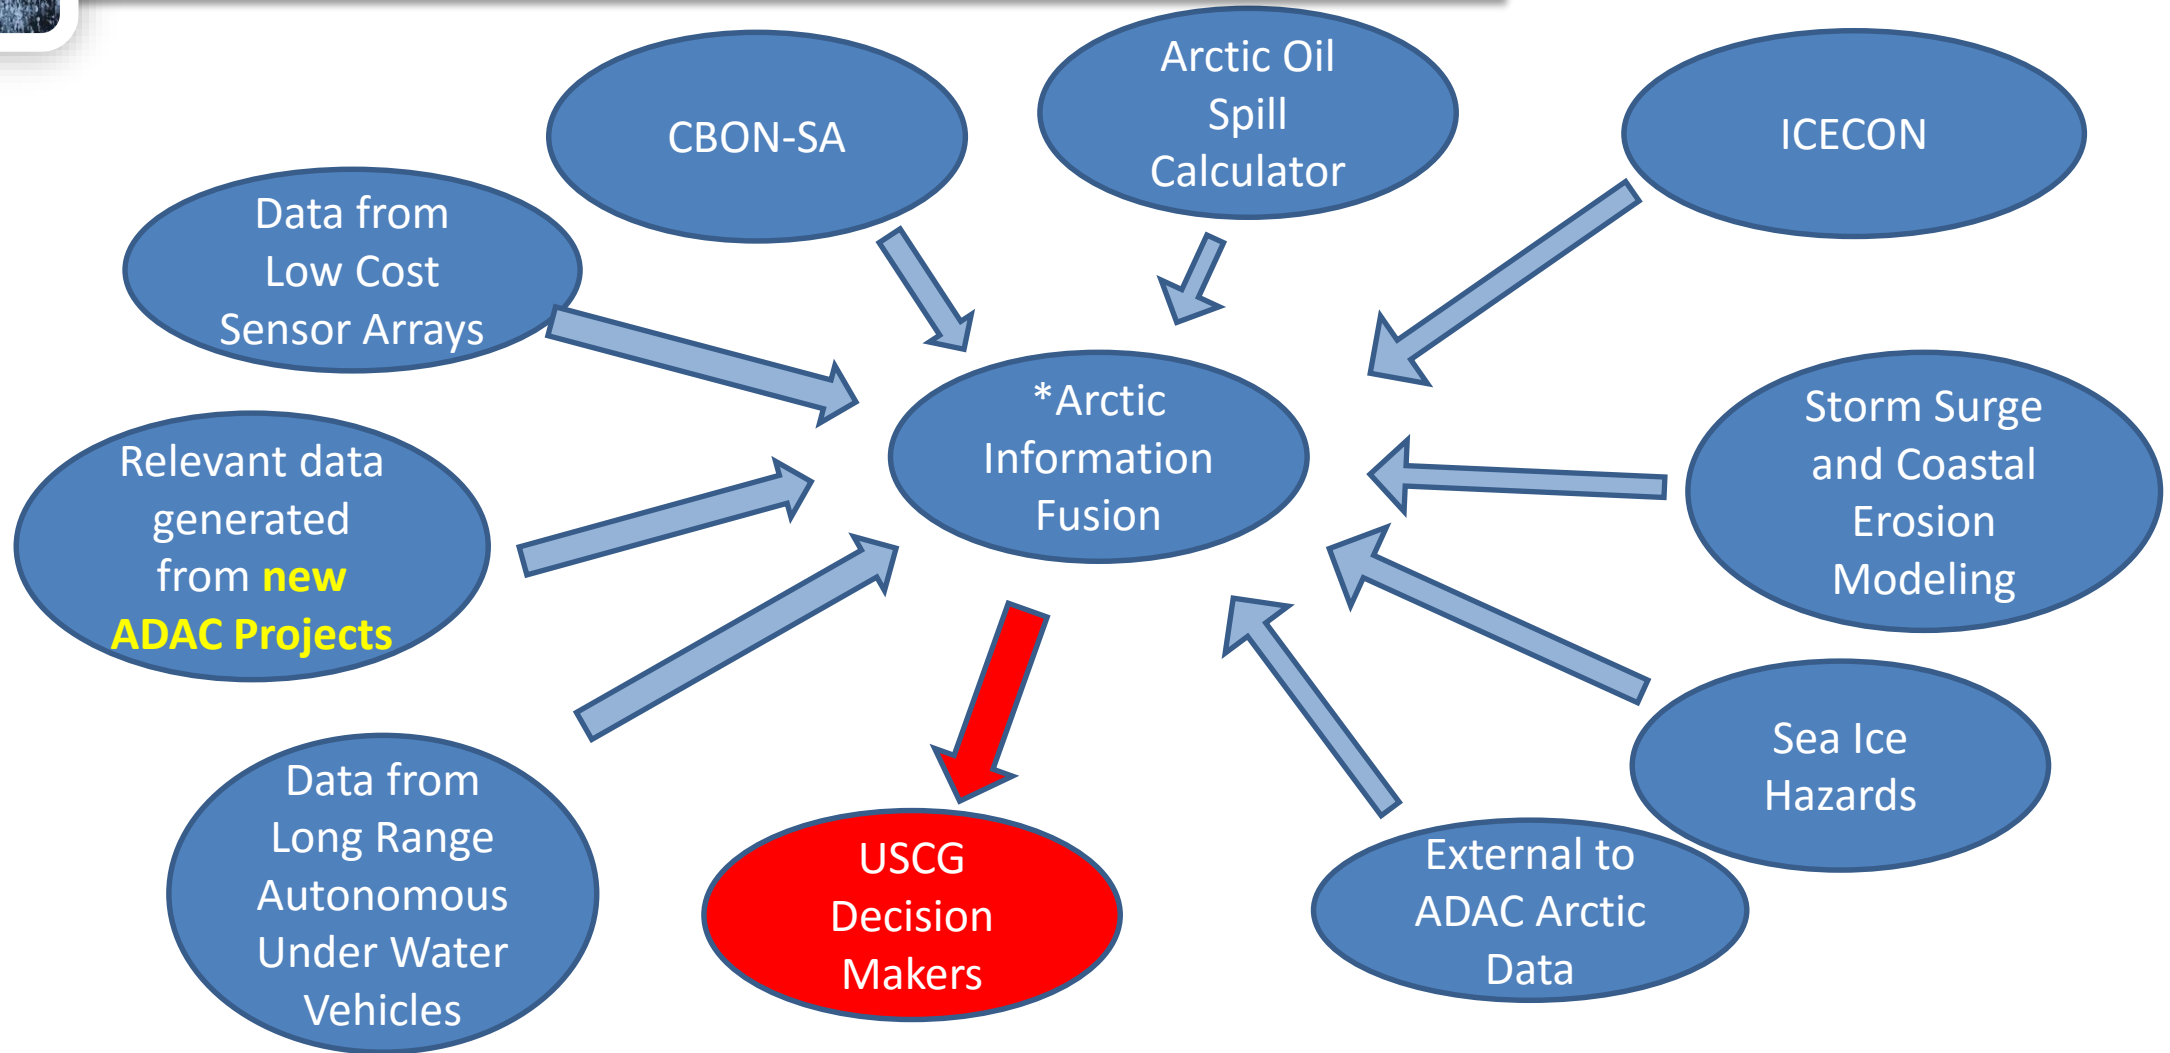 CBON-SA
Arctic Oil
Spill
Calculator
ICECON
Data from
Low Cost
Sensor Arrays
*Arctic
Information
Fusion
Storm Surge
and Coastal
Erosion
Modeling
Relevant data
generated
from new
ADAC Projects
Sea Ice
Hazards
Data from
Long Range
Autonomous
Under Water
Vehicles
USCG
Decision
Makers
External to
ADAC Arctic
Data